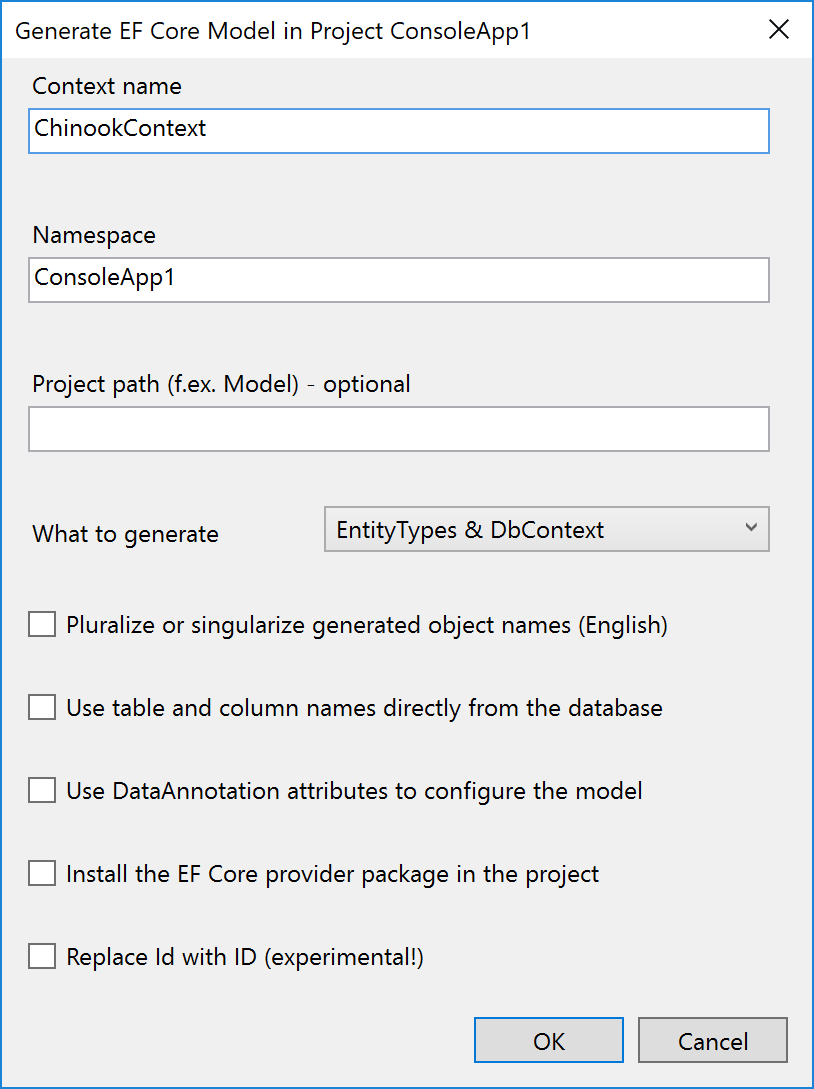 Generate EF Core Model in Project ConsoleApp1
Context name
ChinookContext
Namespace
ConsoleApp1
Project path (f.ex. Model) - optional
What to generate
EntityTypes & DbContext
Pluralize or singularize generated object names (English)
Use table and column names directly from the database
Use DataAnnotation attributes to configure the model
Install the EF Core provider package in the project
Replace Id with ID (experimental!)
OK
Cancel